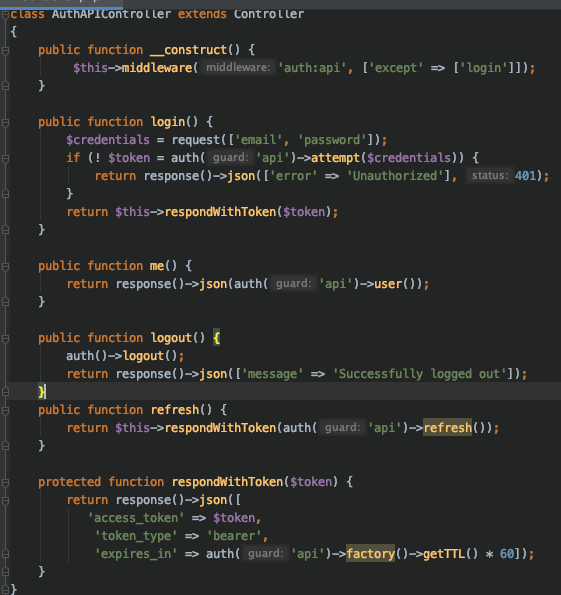 class AuthAPIController extends Controller
{
    public function __construct() {
         $this->middleware( middleware: 'auth:api', ['except' => ['login']]);
    }

    public function login() {
        $credentials = request(['email', 'password']);
        if (! $token = auth( guard: 'api')->attempt($credentials)) {
            return response()->json(['error' => 'Unauthorized'], status: 401);
        }
        return $this->respondWithToken($token);
    }

    public function me() {
        return response()->json(auth( guard: 'api')->user());
    }

    public function logout() {
        auth()->logout();
        return response()->json(['message' => 'Successfully logged out']);
    }
    public function refresh() {
        return $this->respondWithToken(auth( guard: 'api')->refresh());
    }

    protected function respondWithToken($token) {
        return response()->json([
           'access_token' => $token,
            'token_type' => 'bearer',
            'expires_in' => auth( guard: 'api')->factory()->getTTL() * 60]);
    }
}